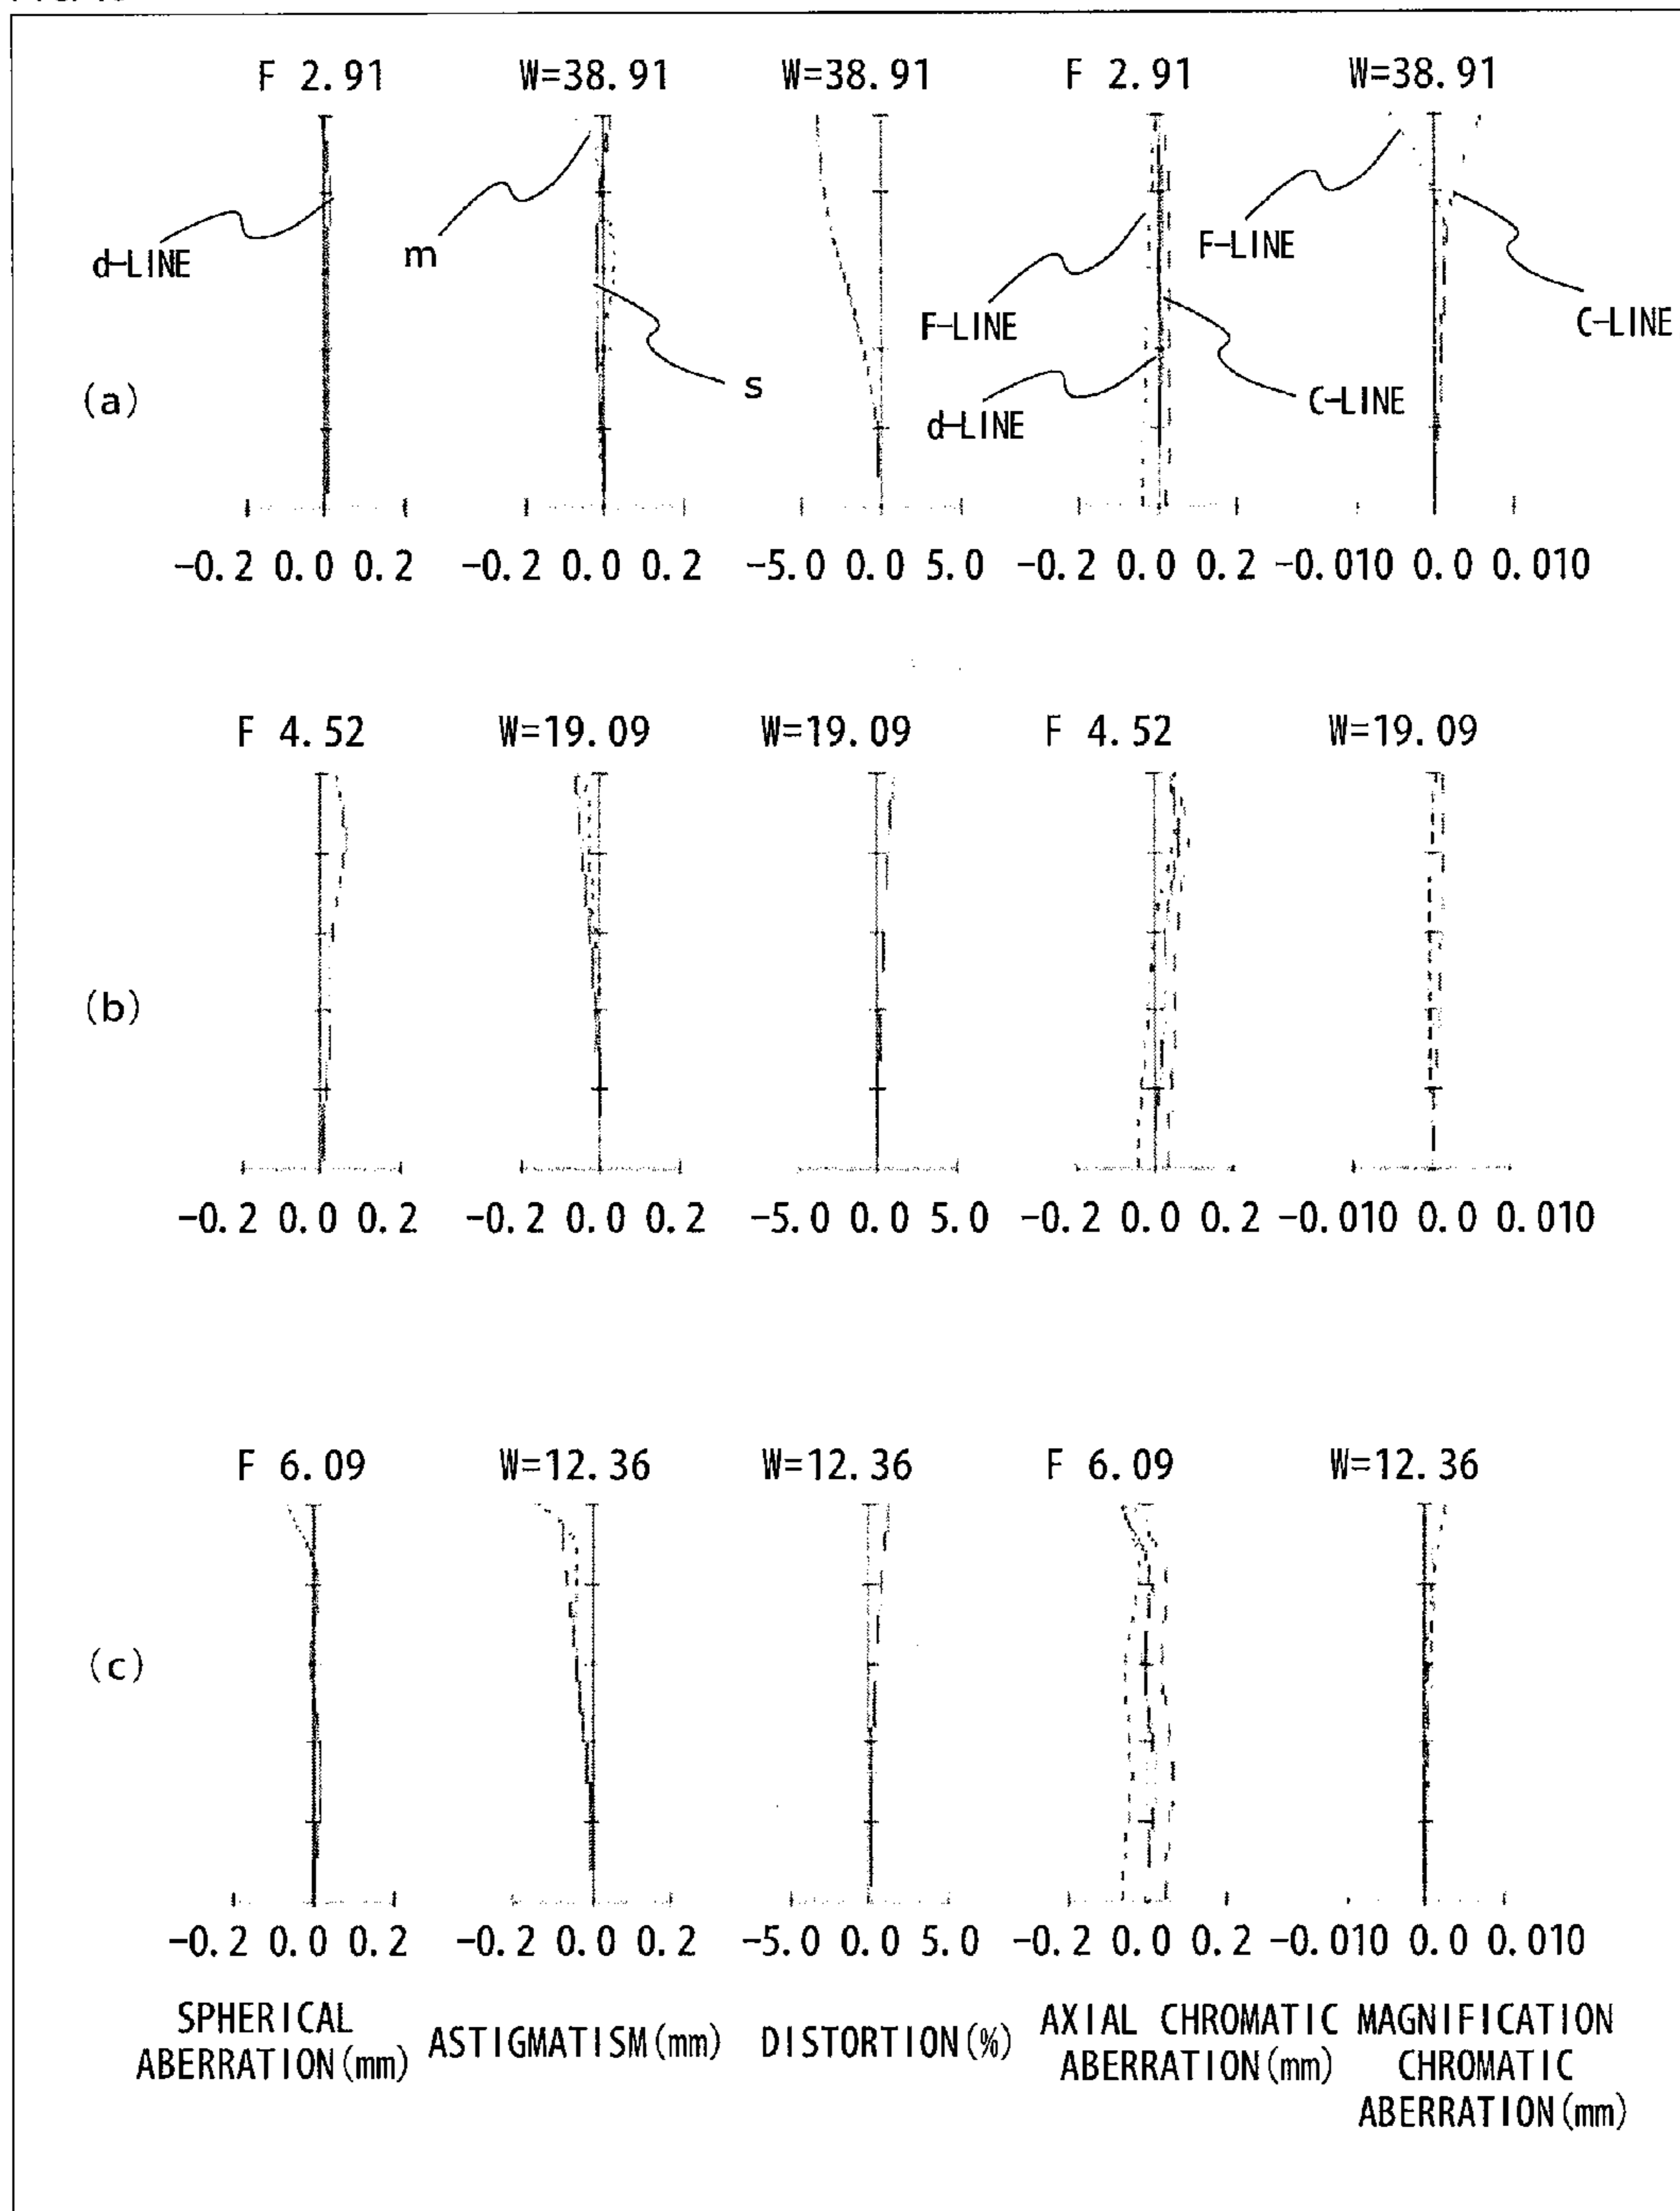 F 2.91 W=38.91 W=38.91 F 2.91 W=38.91
d-LINE
m
s
F-LINE
d-LINE
C-LINE
F-LINE
C-LINE
(a)
-0.2 0.0 0.2 -0.2 0.0 0.2 -5.0 0.0 5.0 -0.2 0.0 0.2 -0.010 0.0 0.010
F 4.52 W=19.09 W=19.09 F 4.52 W=19.09
(b)
-0.2 0.0 0.2 -0.2 0.0 0.2 -5.0 0.0 5.0 -0.2 0.0 0.2 -0.010 0.0 0.010
F 6.09 W=12.36 W=12.36 F 6.09 W=12.36
(c)
-0.2 0.0 0.2 -0.2 0.0 0.2 -5.0 0.0 5.0 -0.2 0.0 0.2 -0.010 0.0 0.010
SPHERICAL
ABERRATION(mm)
ASTIGMATISM(mm)
DISTORTION(%)
AXIAL CHROMATIC
ABERRATION(mm)
MAGNIFICATION
CHROMATIC
ABERRATION(mm)